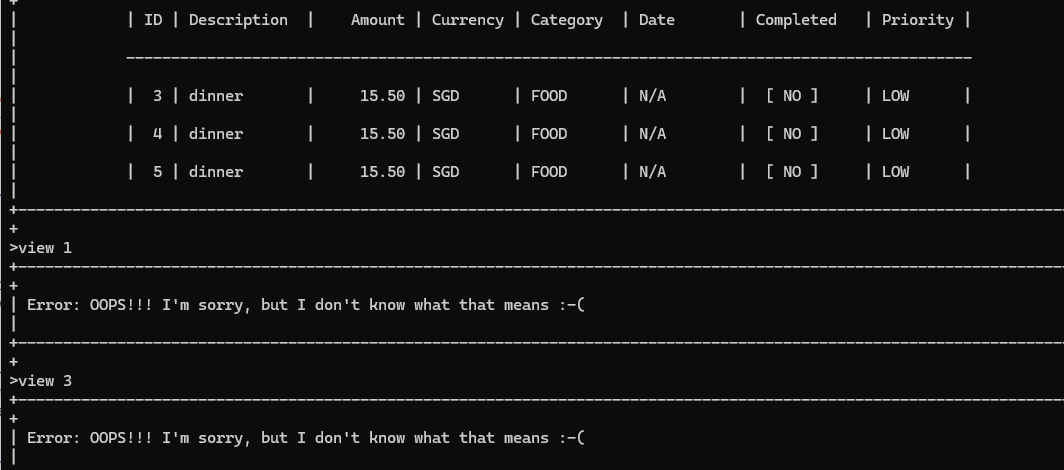 | ID | Description | Amount | Currency | Category | Date | Completed | Priority |
| 3 | dinner | 15.50 | SGD | FOOD | N/A | [ NO ] | LOW |
| 4 | dinner | 15.50 | SGD | FOOD | N/A | [ NO ] | LOW |
| 5 | dinner | 15.50 | SGD | FOOD | N/A | [ NO ] | LOW |
>view 1
| Error: OOPS!!! I'm sorry, but I don't know what that means :-(
>view 3
| Error: OOPS!!! I'm sorry, but I don't know what that means :-(